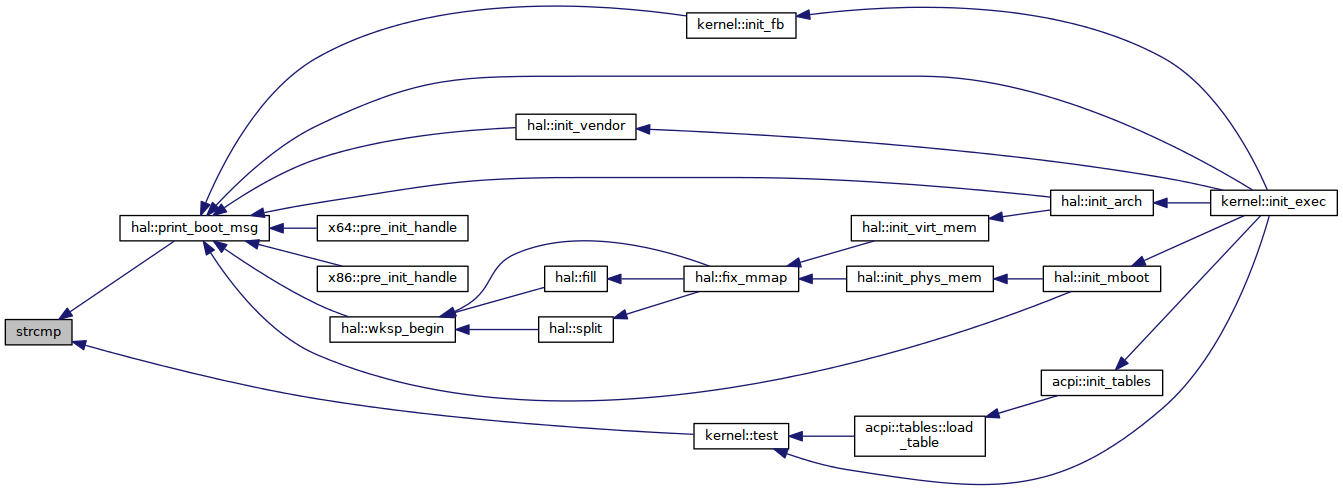 kernel::init_fb
hal::init_vendor
hal::init_arch
kernel::init_exec
hal::print_boot_msg
x64::pre_init_handle
hal::init_virt_mem
x86::pre_init_handle
hal::fill
hal::fix_mmap
hal::init_phys_mem
hal::init_mboot
strcmp
hal::wksp_begin
hal::split
acpi::init_tables
kernel::test
acpi::tables::load
_table